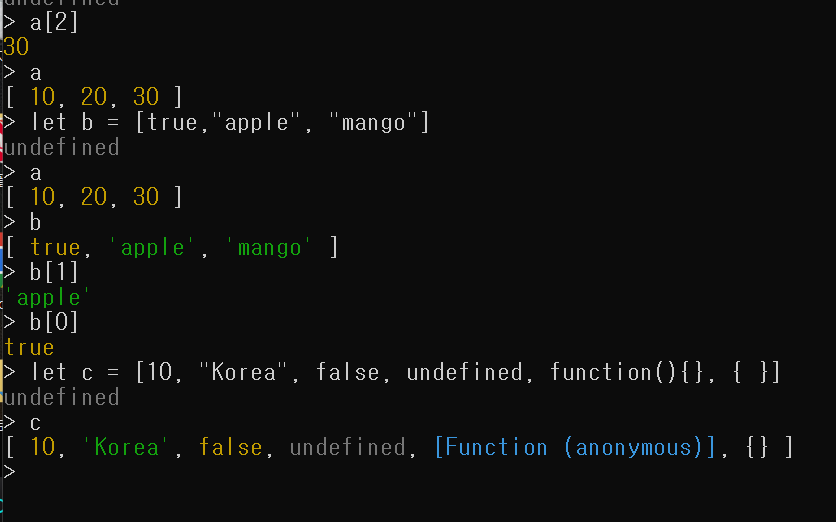 undefined
> a[2]
30
> a
[ 10, 20, 30 ]
> let b = [true,"apple", "mango"]
undefined
> a
[ 10, 20, 30 ]
> b
[ true, 'apple', 'mango' ]
> b[1]
'apple'
> b[0]
true
> let c = [10, "Korea", false, undefined, function(){}, { }]
undefined
> c
[ 10, 'Korea', false, undefined, [Function (anonymous)], {} ]
>